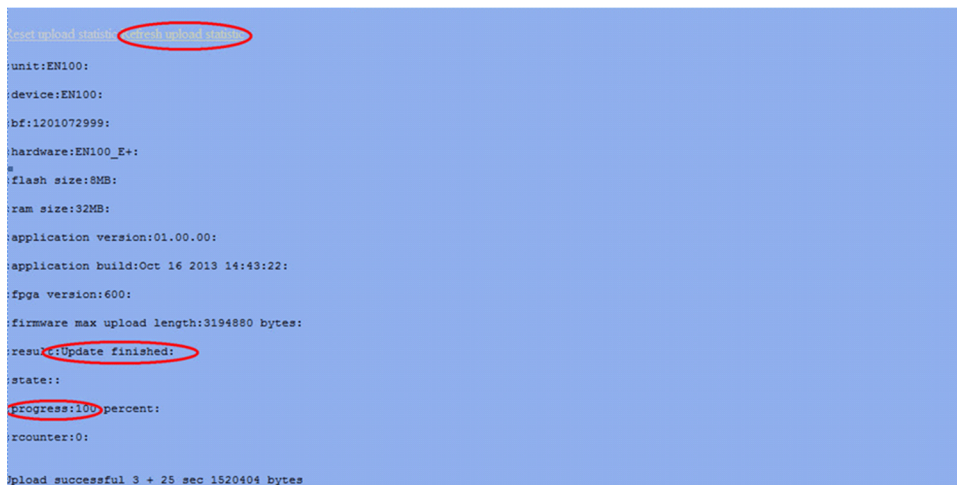 Reset upload statistic Refresh upload statistic
:unit:EN100:
:device:EN100:
:bf:1201072999:
:hardware:EN100_E+:
:flash size:8MB:
:ram size:32MB:
:application version:01.00.00:
:application build:Oct 16 2013 14:43:22:
:fpga version:600:
:firmware max upload length:3194880 bytes:
:result:Update finished:
:state::
:progress:100 percent:
:rcounter:0:
Upload successful 3 + 25 sec 1520404 bytes